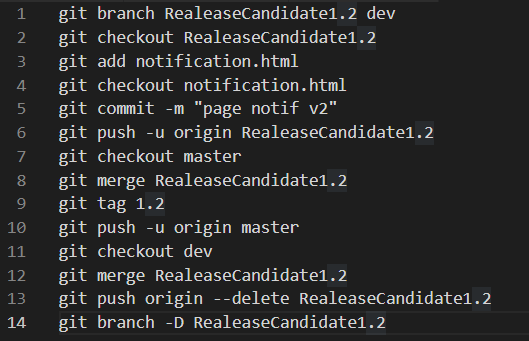 1 git branch RealeaseCandidate1.2 dev
2 git checkout RealeaseCandidate1.2
3 git add notification.html
4 git checkout notification.html
5 git commit -m "page notif v2"
6 git push -u origin RealeaseCandidate1.2
7 git checkout master
8 git merge RealeaseCandidate1.2
9 git tag 1.2
10 git push -u origin master
11 git checkout dev
12 git merge RealeaseCandidate1.2
13 git push origin --delete RealeaseCandidate1.2
14 git branch -D RealeaseCandidate1.2